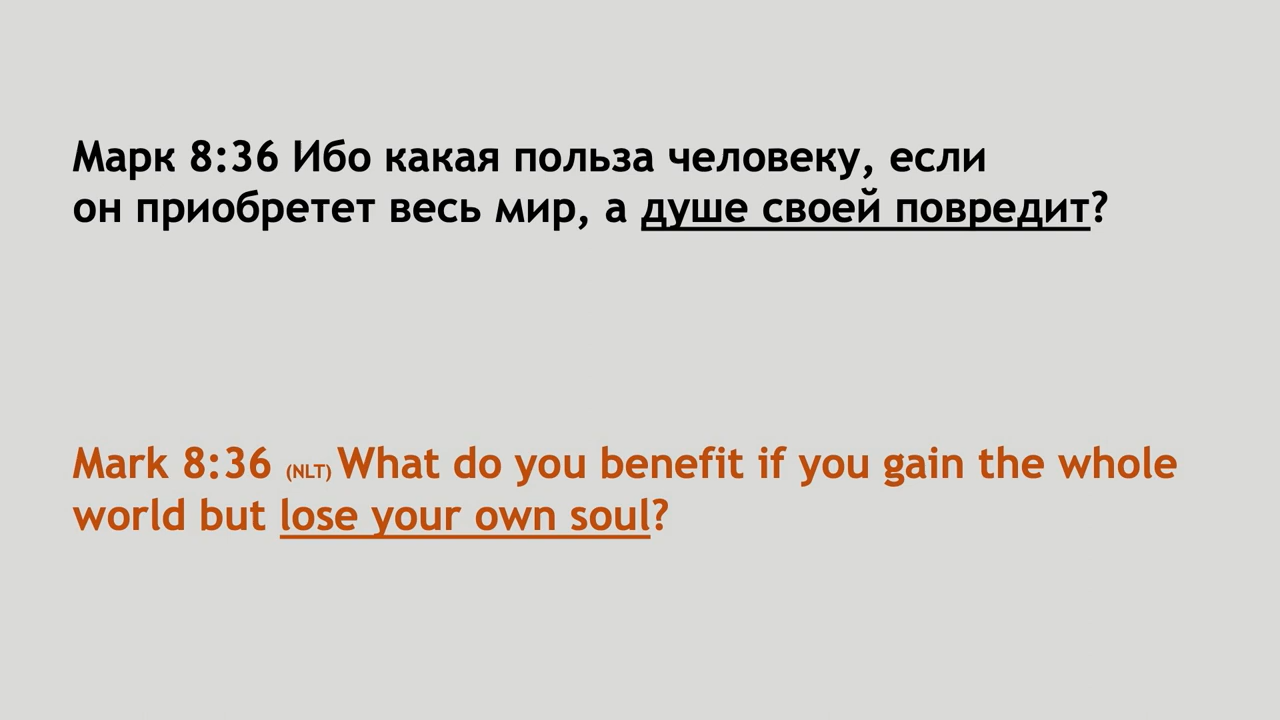 Марк 8:36 Ибо какая польза человеку, если
он приобретет весь мир, а душе своей повредит?
Mark 8:36 (NLT) What do you benefit if you gain the whole
world but lose your own soul?